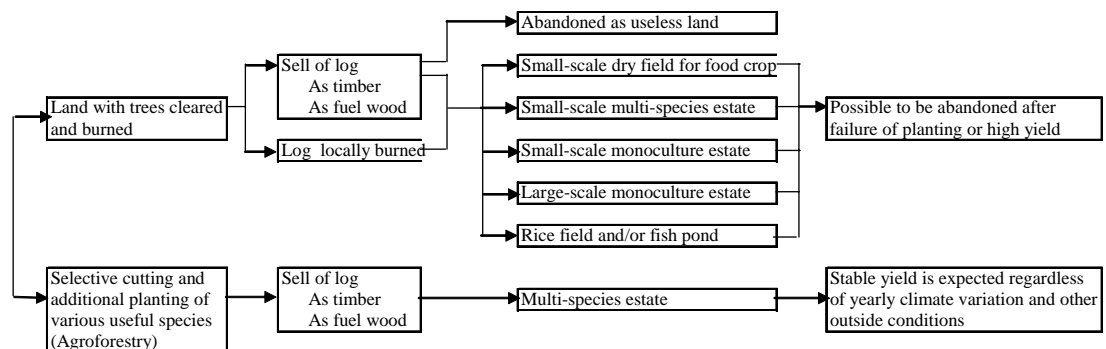 Abandoned as useless land
Sell of log
As timber
As fuel wood
Small-scale dry field for food crop
Land with trees cleared
and burned
Small-scale multi-species estate
Possible to be abandoned after
failure of planting or high yield
Log locally burned
Small-scale monoculture estate
Large-scale monoculture estate
Rice field and/or fish pond
Selective cutting and
additional planting of
various useful species
(Agroforestry)
Sell of log
As timber
As fuel wood
Multi-species estate
Stable yield is expected regardless
of yearly climate variation and other
outside conditions